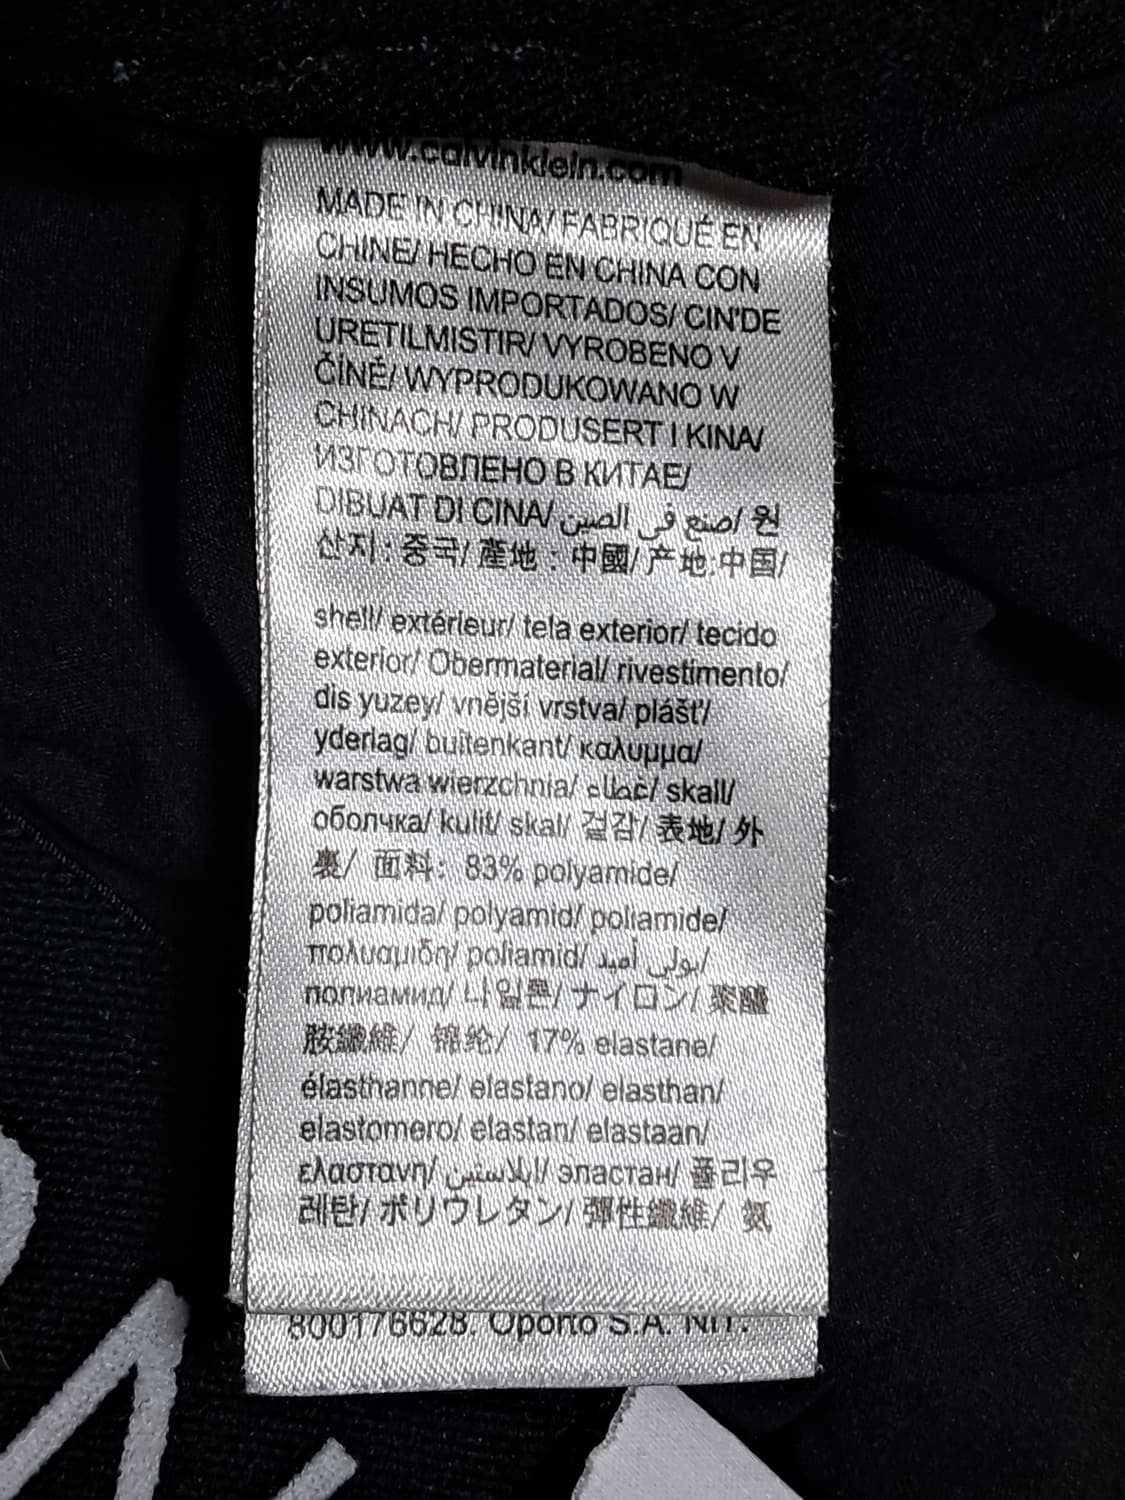 www.calvinklein.com
MADE IN CHINA/ FABRIQUÉ EN
CHINE/ HECHO EN CHINA CON
INSUMOS IMPORTADOS/ CIN'DE
URETILMISTIR/ VYROBENO V
ČÍNÉ/ WYPRODUKOWANO W
CHINACH/ PRODUSERT I KINA/
ИЗГОТОВЛЕНО В КИТАЕ/
DIBUAT DI CINA/ صنع في الصين/ 원
산지: 중국/ 產地: 中國/ 产地:中国/
shell/ extérieur/ tela exterior/ tecido
exterior/ Obermaterial/ rivestimento/
dis yuzey/ vnější vrstva/ plášť/
yderlag/ buitenkant/ καλυμμα/
warstwa wierzchnia/ غطاء/ skall/
оболчка/ kulit/ skal/ 겉감/ 表地/ 外
裹/ 面料: 83% polyamide/
poliamida/ polyamid/ poliamide/
πολυαμιδη/ poliamid/ بولي أميد/
полиамид/ 나일론/ ナイロン/ 聚醯
胺纖維/ 锦纶/ 17% elastane/
élasthanne/ elastano/ elasthan/
elastomero/ elastan/ elastaan/
ελαστανη/ إيلاستين/ эластан/ 폴리우
레탄/ ポリウレタン/ 彈性纖維/ 氨
800176628. Oporto S.A. NIT.